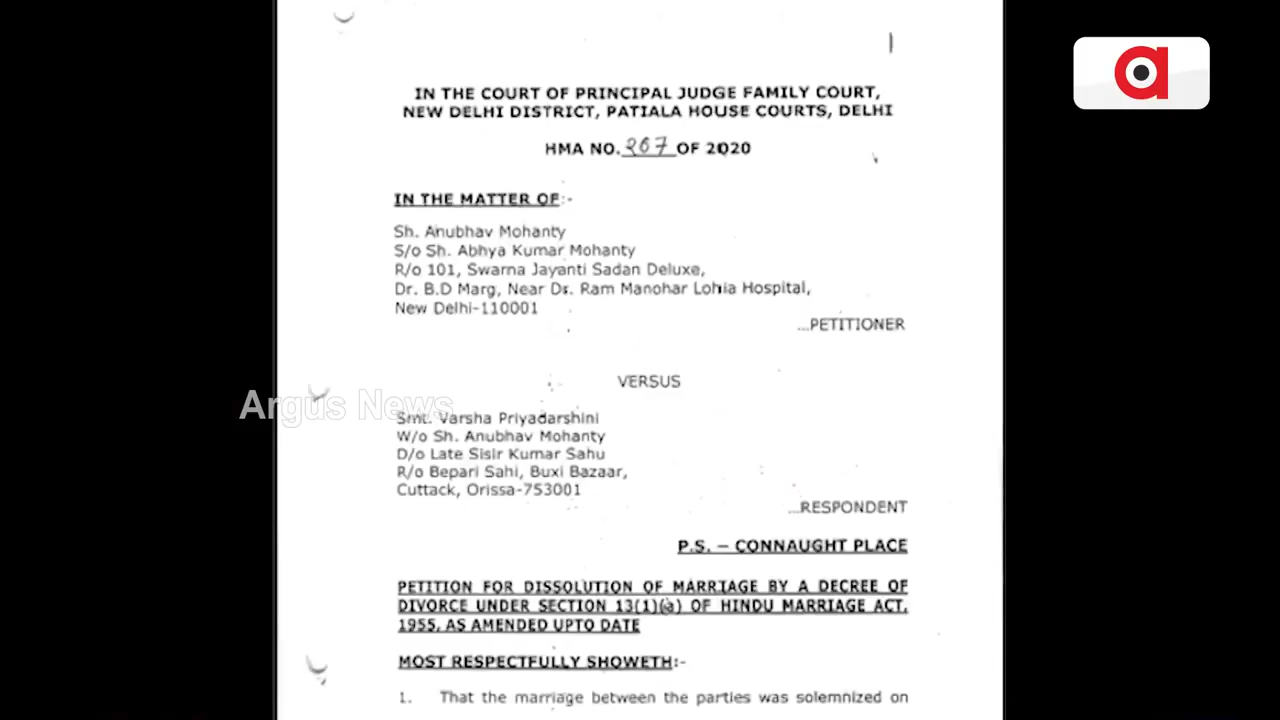 a
IN THE COURT OF PRINCIPAL JUDGE FAMILY COURT,
NEW DELHI DISTRICT, PATIALA HOUSE COURTS, DELHI
HMA NO. 267 OF 2020
IN THE MATTER OF:-
Sh. Anubhav Mohanty
S/o Sh. Abhya Kumar Mohanty
R/o 101, Swarna Jayanti Sadan Deluxe,
Dr. B.D Marg, Near Dr. Ram Manohar Lohia Hospital,
New Delhi-110001
...PETITIONER
VERSUS
Argus News
Smt. Varsha Priyadarshini
W/o Sh. Anubhav Mohanty
D/o Late Sisir Kumar Sahu
R/o Bepari Sahi, Buxi Bazaar,
Cuttack, Orissa-753001
...RESPONDENT
P.S. – CONNAUGHT PLACE
PETITION FOR DISSOLUTION OF MARRIAGE BY A DECREE OF
DIVORCE UNDER SECTION 13(1)(a) OF HINDU MARRIAGE ACT,
1955, AS AMENDED UPTO DATE
MOST RESPECTFULLY SHOWETH:-
1. That the marriage between the parties was solemnized on